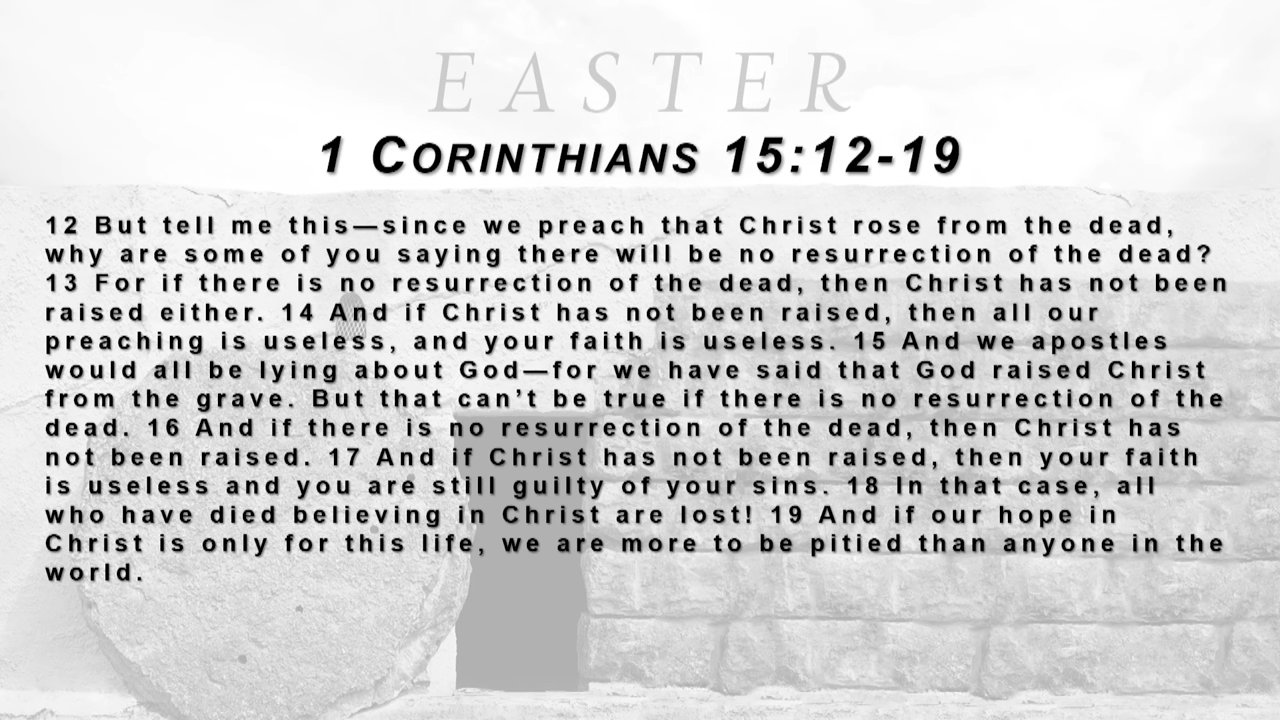 EASTER
1 CORINTHIANS 15:12-19
12 But tell me this—since we preach that Christ rose from the dead,
why are some of you saying there will be no resurrection of the dead?
13 For if there is no resurrection of the dead, then Christ has not been
raised either. 14 And if Christ has not been raised, then all our
preaching is useless, and your faith is useless. 15 And we apostles
would all be lying about God—for we have said that God raised Christ
from the grave. But that can’t be true if there is no resurrection of the
dead. 16 And if there is no resurrection of the dead, then Christ has
not been raised. 17 And if Christ has not been raised, then your faith
is useless and you are still guilty of your sins. 18 In that case, all
who have died believing in Christ are lost! 19 And if our hope in
Christ is only for this life, we are more to be pitied than anyone in the
world.